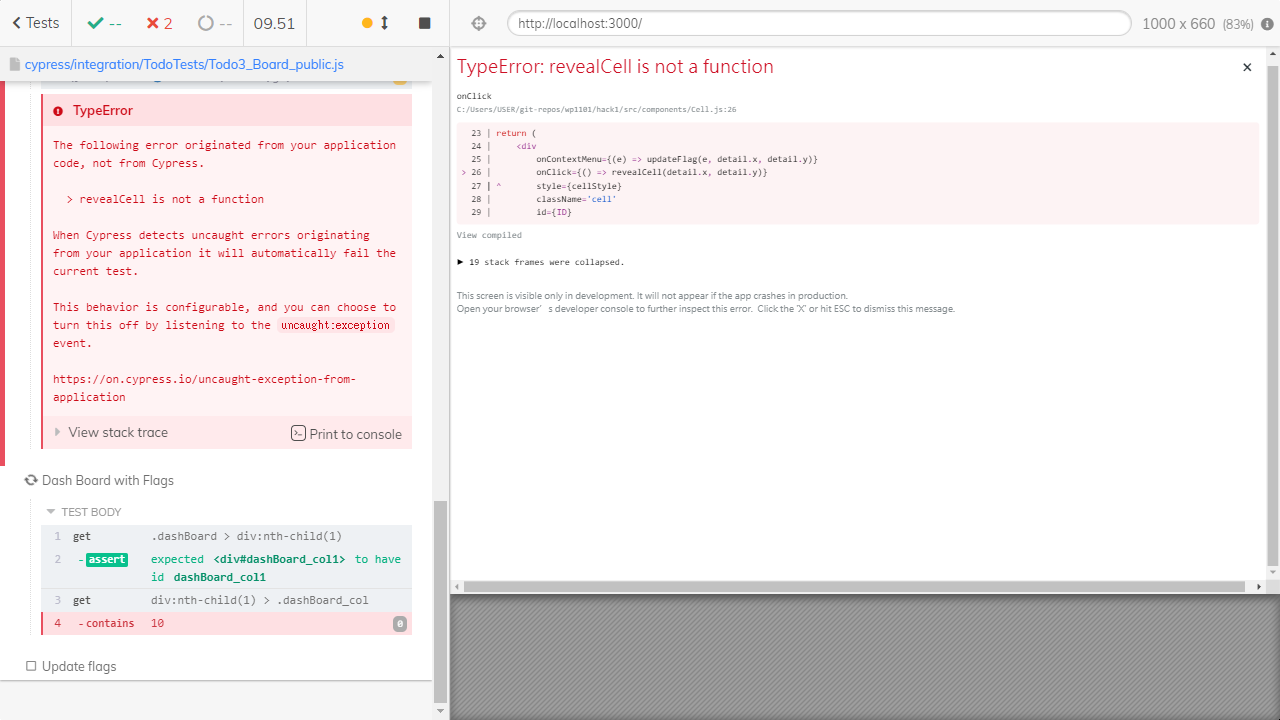 Tests
--
2
--
09.51
http://localhost:3000/
1000 x 660 (83%)
cypress/integration/TodoTests/Todo3_Board_public.js
TypeError
The following error originated from your application
code, not from Cypress.
> revealCell is not a function
When Cypress detects uncaught errors originating
from your application it will automatically fail the
current test.
This behavior is configurable, and you can choose to
turn this off by listening to the uncaught:exception
event.
https://on.cypress.io/uncaught-exception-from-
application
View stack trace
Print to console
Dash Board with Flags
TEST BODY
1 get .dashBoard > div:nth-child(1)
2 -assert expected <div#dashBoard_col1> to have
id dashBoard_col1
3 get div:nth-child(1) > .dashBoard_col
4 -contains 10 0
Update flags
TypeError: revealCell is not a function
×
onClick
C:/Users/USER/git-repos/wp1101/hack1/src/components/Cell.js:26
23 | return (
24 | <div
25 | onContextMenu={(e) => updateFlag(e, detail.x, detail.y)}
> 26 | onClick={() => revealCell(detail.x, detail.y)}
27 | ^ style={cellStyle}
28 | className='cell'
29 | id={ID}
View compiled
▶ 19 stack frames were collapsed.
This screen is visible only in development. It will not appear if the app crashes in production.
Open your browser's developer console to further inspect this error. Click the 'X' or hit ESC to dismiss this message.